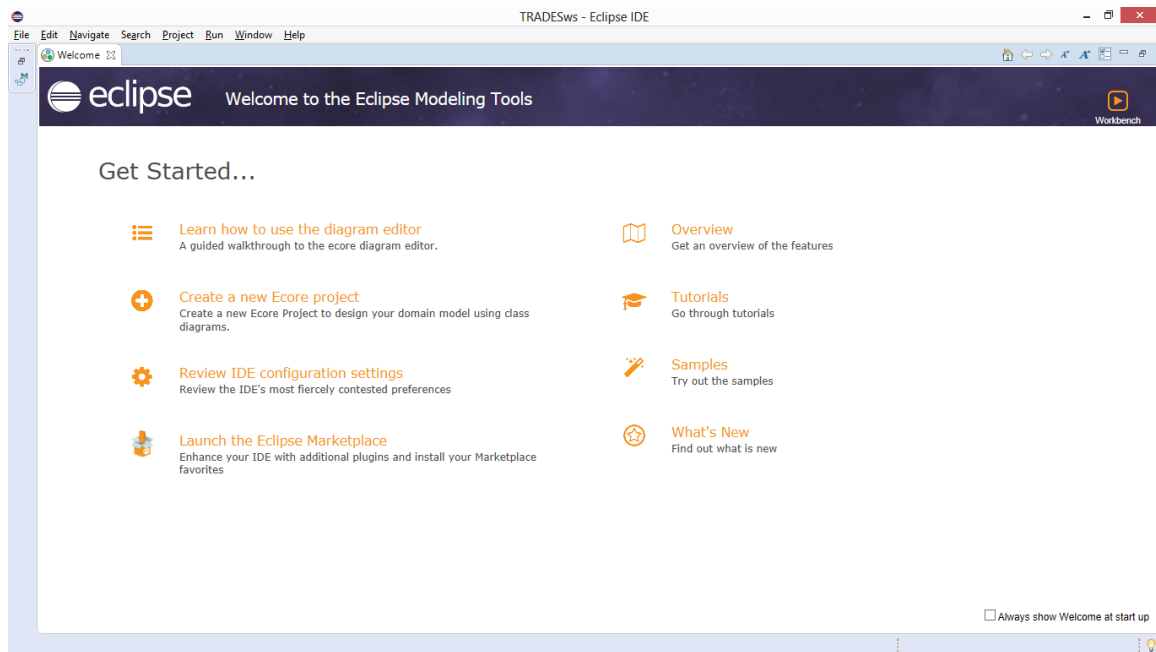 TRADESws - Eclipse IDE
File Edit Navigate Search Project Run Window Help
Welcome
eclipse Welcome to the Eclipse Modeling Tools
Workbench
Get Started...
Learn how to use the diagram editor
A guided walkthrough to the ecore diagram editor.
Create a new Ecore project
Create a new Ecore Project to design your domain model using class
diagrams.
Review IDE configuration settings
Review the IDE's most fiercely contested preferences
Launch the Eclipse Marketplace
Enhance your IDE with additional plugins and install your Marketplace
favorites
Overview
Get an overview of the features
Tutorials
Go through tutorials
Samples
Try out the samples
What's New
Find out what is new
Always show Welcome at start up